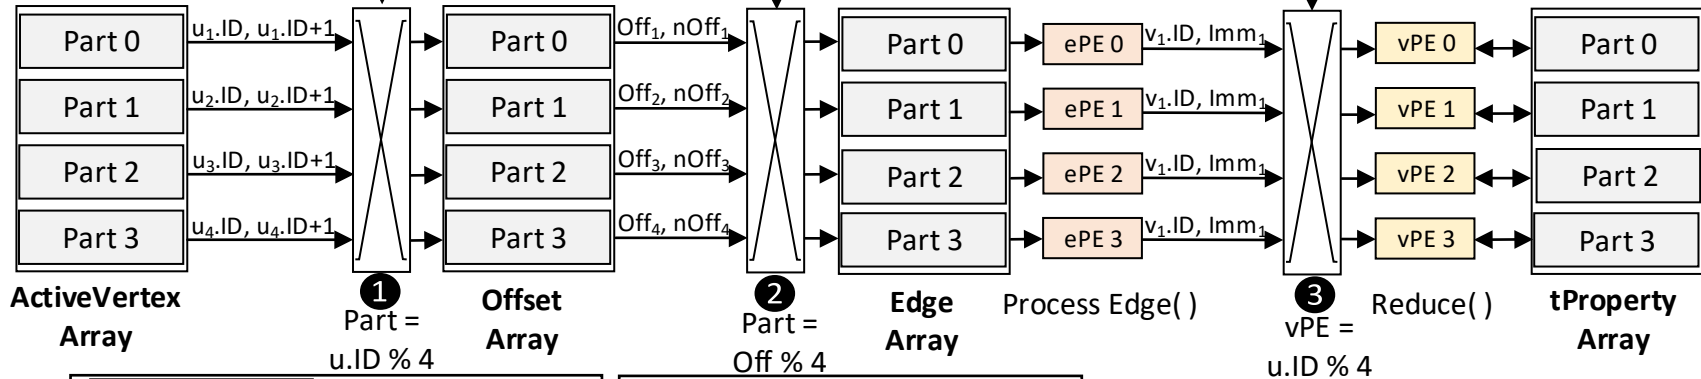 Part 0 u₁.ID, u₁.ID+1 Part 0 Off₁, nOff₁ Part 0 ePE 0 v₁.ID, Imm₁ vPE 0 Part 0
Part 1 u₂.ID, u₂.ID+1 Part 1 Off₂, nOff₂ Part 1 ePE 1 v₁.ID, Imm₁ vPE 1 Part 1
Part 2 u₃.ID, u₃.ID+1 Part 2 Off₃, nOff₃ Part 2 ePE 2 v₁.ID, Imm₁ vPE 2 Part 2
Part 3 u₄.ID, u₄.ID+1 Part 3 Off₄, nOff₄ Part 3 ePE 3 v₁.ID, Imm₁ vPE 3 Part 3
ActiveVertex
Array
1
Part =
u.ID % 4
Offset
Array
2
Part =
Off % 4
Edge
Array
Process Edge( )
3
vPE =
u.ID % 4
Reduce( )
tProperty
Array